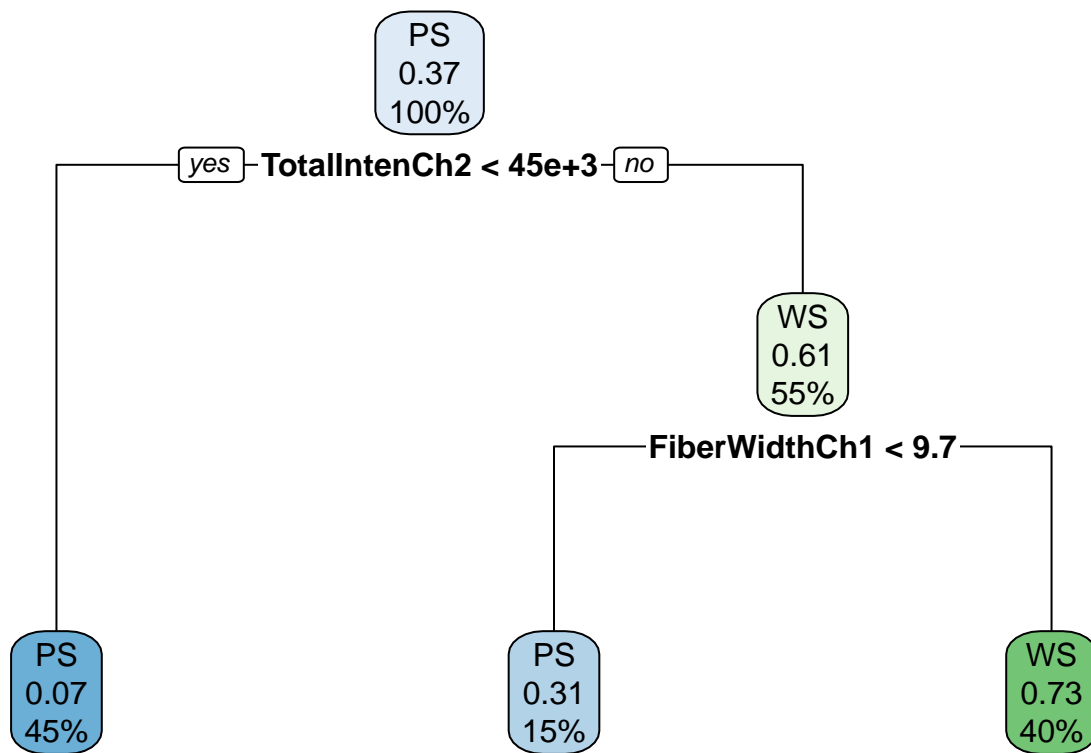 PS
0.37
100%
yes TotalIntenCh2 < 45e+3 no
WS
0.61
55%
FiberWidthCh1 < 9.7
PS
0.07
45%
PS
0.31
15%
WS
0.73
40%